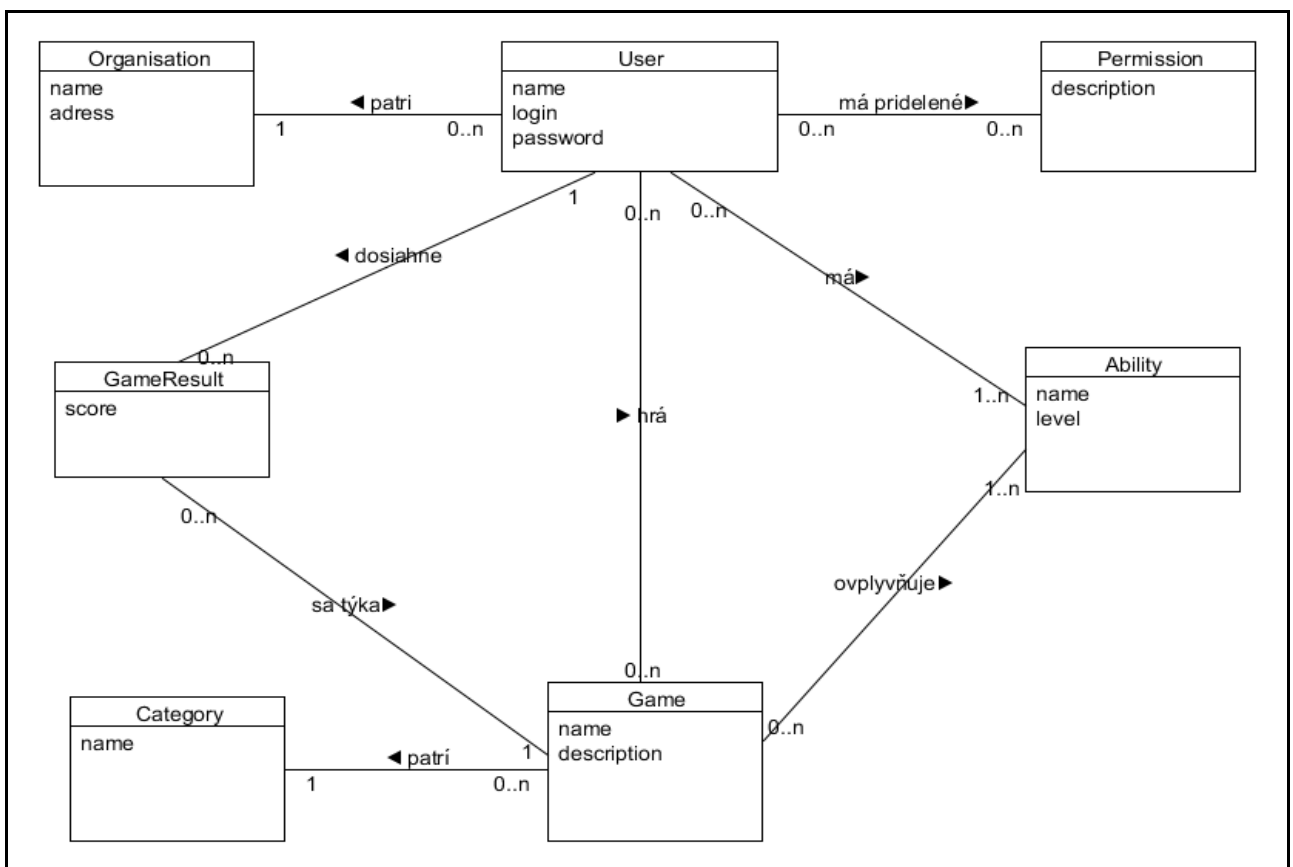 Organisation
name
adress
User
name
login
password
Permission
description
◄ patri
1
0..n
má pridelené►
0..n
0..n
1
0..n
0..n
◄ dosiahne
má►
0..n
GameResult
score
Ability
name
level
1..n
► hrá
1..n
0..n
ovplyvňuje►
sa týka►
0..n
Category
name
Game
name
description
0..n
1
◄ patrí
1
0..n